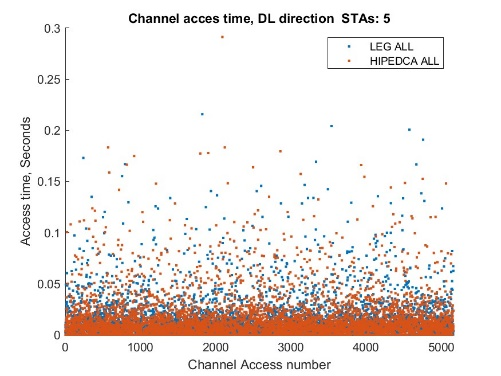 Channel acces time, DL direction STAs: 5
LEG ALL
HIPEDCA ALL
0.3
0.25
0.2
0.15
0.1
0.05
0
Access time, Seconds
0 1000 2000 3000 4000 5000
Channel Access number